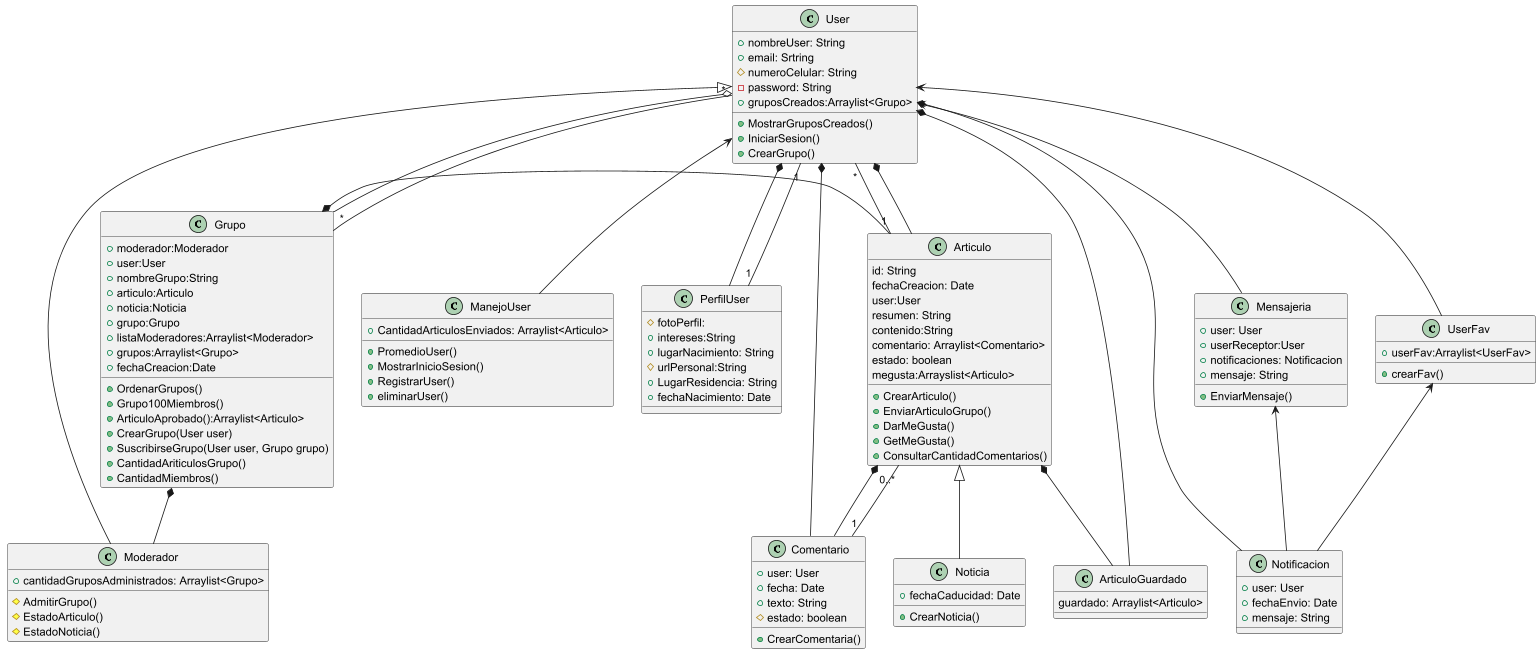 C User
nombreUser: String
email: Srtring
numeroCelular: String
password: String
gruposCreados:Arraylist<Grupo>
MostrarGruposCreados()
IniciarSesion()
CrearGrupo()
*
1
*
*
1
1
C Grupo
moderador:Moderador
user:User
nombreGrupo:String
articulo:Articulo
noticia:Noticia
grupo:Grupo
listaModeradores:Arraylist<Moderador>
grupos:Arraylist<Grupo>
fechaCreacion:Date
OrdenarGrupos()
Grupo100Miembros()
ArticuloAprobado():Arraylist<Articulo>
CrearGrupo(User user)
SuscribirseGrupo(User user, Grupo grupo)
CantidadAriticulosGrupo()
CantidadMiembros()
C ManejoUser
CantidadArticulosEnviados: Arraylist<Articulo>
PromedioUser()
MostrarInicioSesion()
RegistrarUser()
eliminarUser()
C PerfilUser
fotoPerfil:
intereses:String
lugarNacimiento: String
urlPersonal:String
LugarResidencia: String
fechaNacimiento: Date
C Articulo
id: String
fechaCreacion: Date
user:User
resumen: String
contenido:String
comentario: Arraylist<Comentario>
estado: boolean
megusta:Arrayslist<Articulo>
CrearArticulo()
EnviarArticuloGrupo()
DarMeGusta()
GetMeGusta()
ConsultarCantidadComentarios()
C Mensajeria
user: User
userReceptor:User
notificaciones: Notificacion
mensaje: String
EnviarMensaje()
C UserFav
userFav:Arraylist<UserFav>
crearFav()
0..*
1
C Moderador
cantidadGruposAdministrados: Arraylist<Grupo>
AdmitirGrupo()
EstadoArticulo()
EstadoNoticia()
C Comentario
user: User
fecha: Date
texto: String
estado: boolean
CrearComentaria()
C Noticia
fechaCaducidad: Date
CrearNoticia()
C ArticuloGuardado
guardado: Arraylist<Articulo>
C Notificacion
user: User
fechaEnvio: Date
mensaje: String